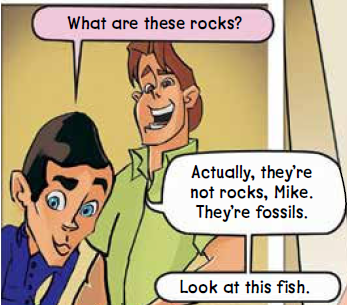 What are these rocks?
Actually, they're
not rocks, Mike.
They're fossils.
Look at this fish.